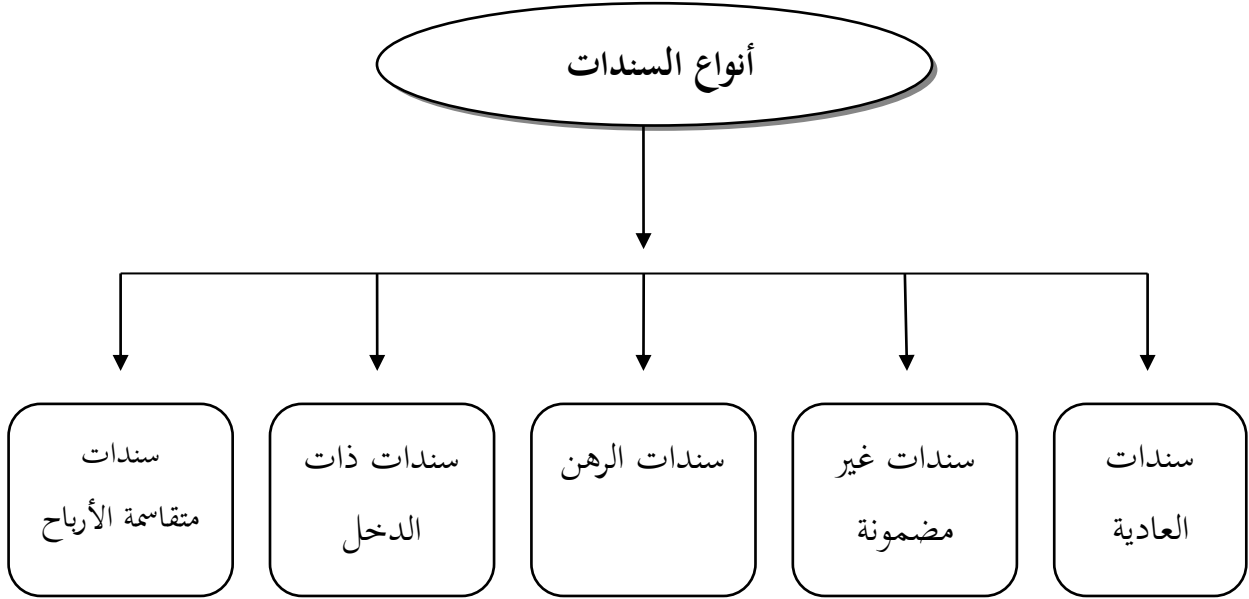 أنواع السندات
سندات
العادية
سندات غير
مضمونة
سندات الرهن
سندات ذات
الدخل
سندات
متقاسمة الأرباح